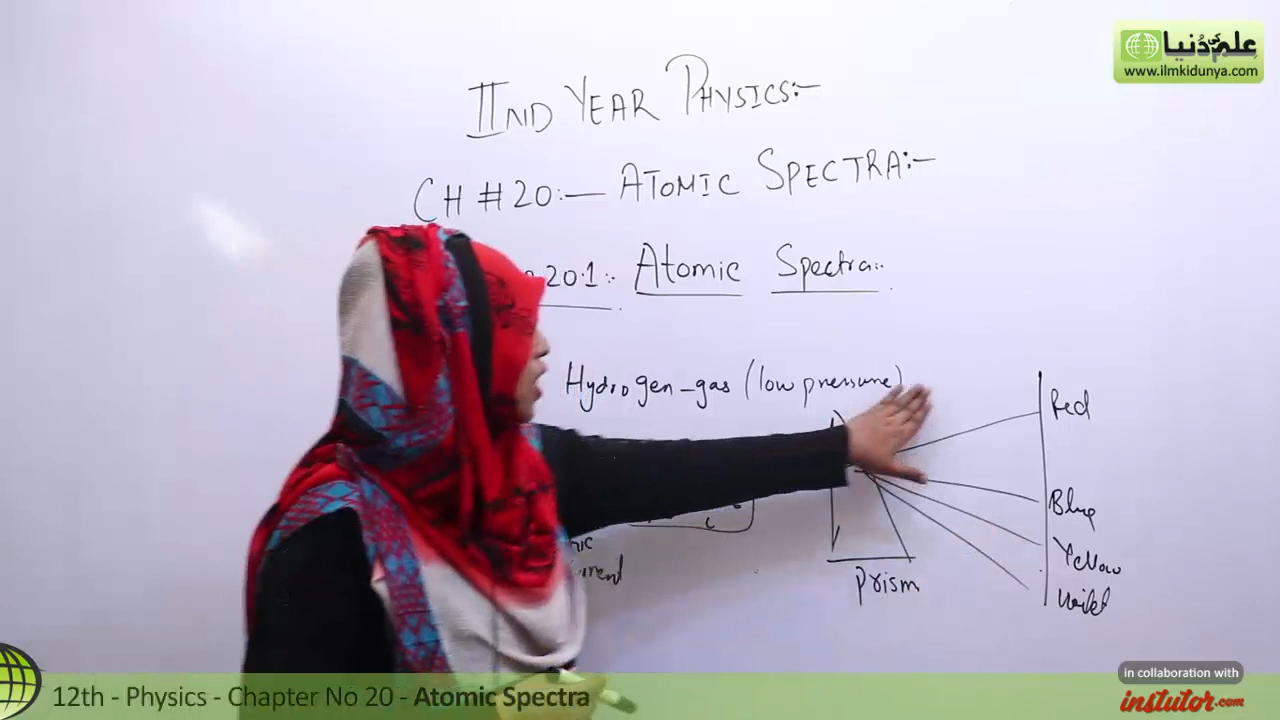 علم کی دُنیا
www.ilmkidunya.com
IIND YEAR PHYSICS:-
CH # 20:— ATOMIC SPECTRA:-
20.1:. Atomic Spectra:.
Hydrogen-gas (low pressure)
Red
Blue
Yellow
Prism
12th - Physics - Chapter No 20 - Atomic Spectra
in collaboration with
instutor.com